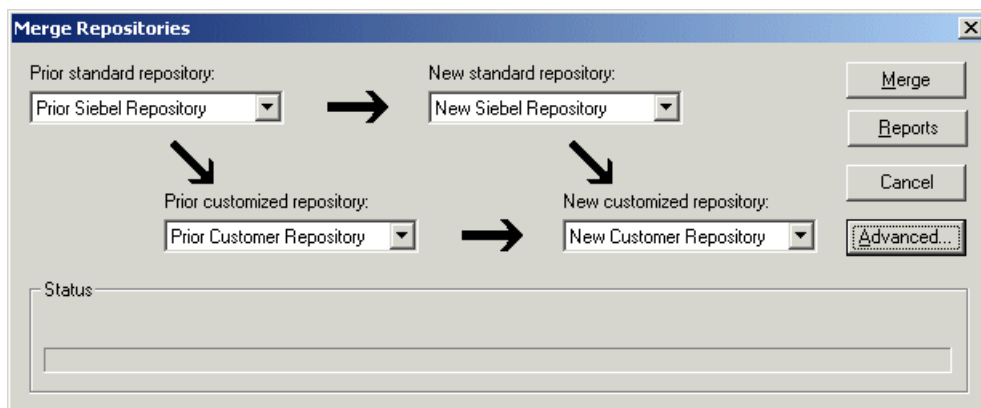 Merge Repositories
Prior standard repository:
New standard repository:
Merge
Prior Siebel Repository
New Siebel Repository
Reports
Prior customized repository:
New customized repository:
Cancel
Prior Customer Repository
New Customer Repository
Advanced...
Status